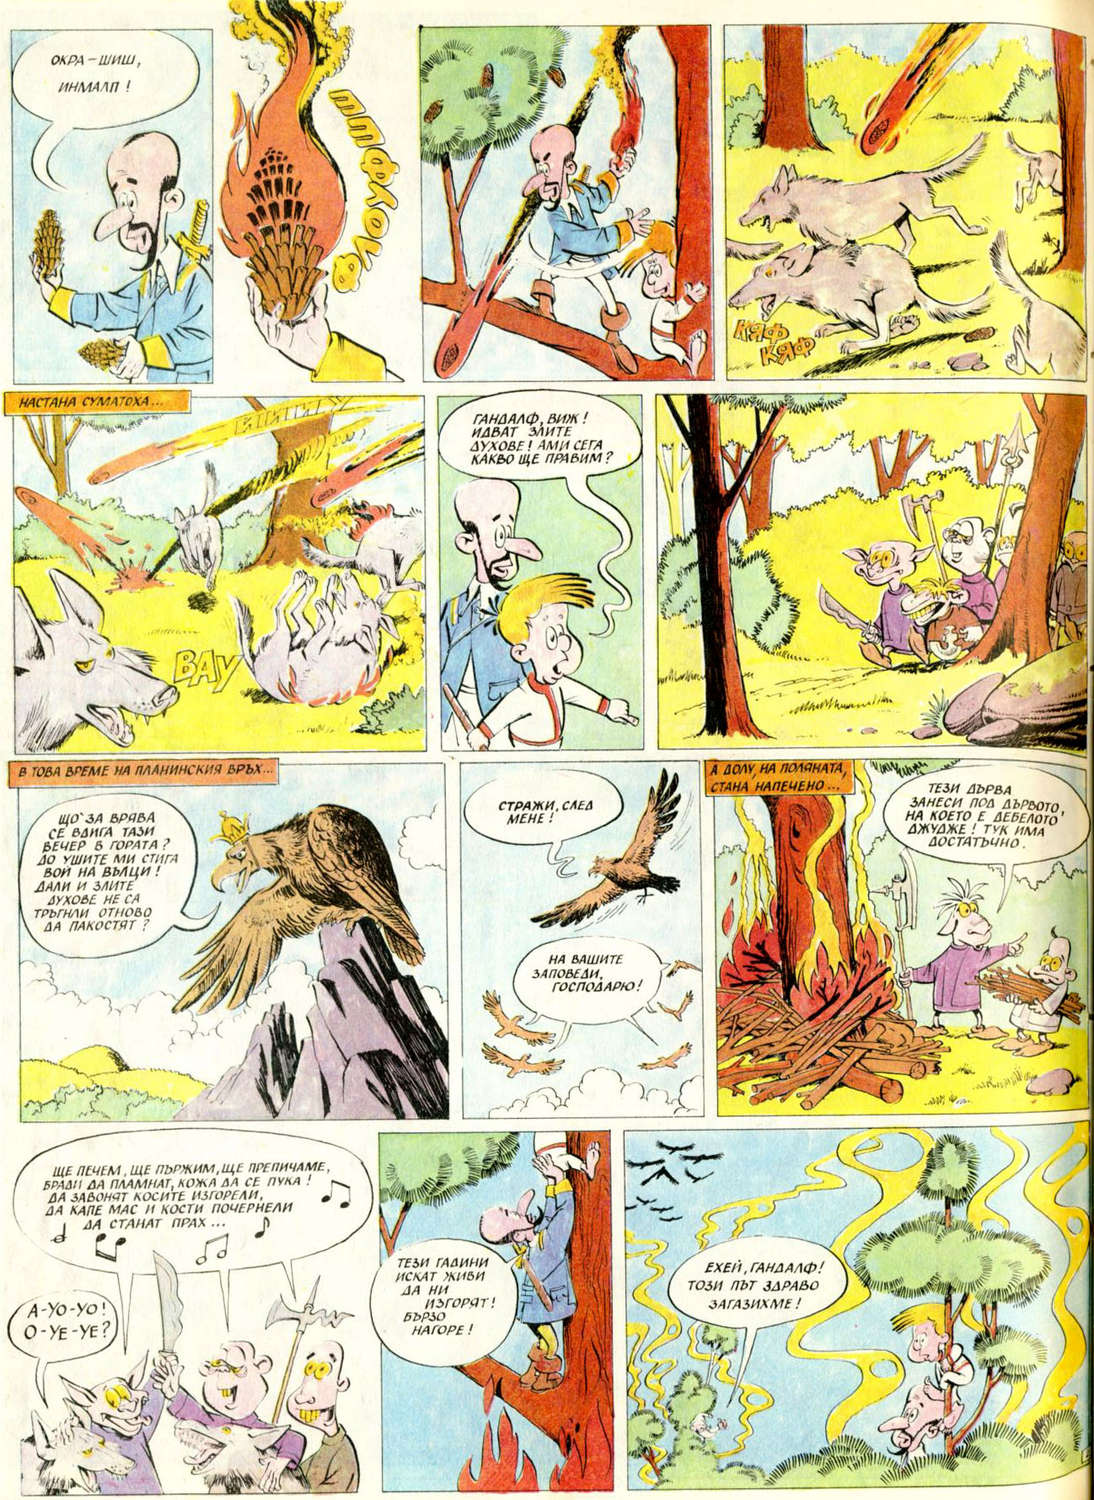 ОКРА – ШИШ,
ИНМАЛП !
ППФЛОУФ
КЯФ
КЯФ
НАСТАНА СУМАТОХА...
ВАУ
ГАНДАЛФ, ВИЖ!
ИДВАТ ЗЛИТЕ
ДУХОВЕ! АМИ СЕГА
КАКВО ЩЕ ПРАВИМ?
В ТОВА ВРЕМЕ НА ПЛАНИНСКИЯ ВРЪХ...
ЩО ЗА ВРЯВА
СЕ ВДИГА ТАЗИ
ВЕЧЕР В ГОРАТА?
ДО УШИТЕ МИ СТИГА
ВОЙ НА ВЪЛЦИ!
ДАЛИ И ЗЛИТЕ
ДУХОВЕ НЕ СА
ТРЪГНЛИ ОТНОВО
ДА ПАКОСТЯТ?
СТРАЖИ, СЛЕД
МЕНЕ!
НА ВАШИТЕ
ЗАПОВЕДИ,
ГОСПОДАРЮ!
А ДОЛУ, НА ПОЛЯНАТА,
СТАНА НАПЕЧЕНО...
ТЕЗИ ДЪРВА
ЗАНЕСИ ПОД ДЪРВОТО,
НА КОЕТО Е ДЕБЕЛОТО
ДЖУДЖЕ! ТУК ИМА
ДОСТАТЪЧНО.
ЩЕ ПЕЧЕМ, ЩЕ ПЪРЖИМ, ЩЕ ПРЕПИЧАМЕ,
БРАДИ ДА ПЛАМНАТ, КОЖА ДА СЕ ПУКА!
ДА ЗАВОНЯТ КОСИТЕ ИЗГОРЕЛИ,
ДА КАПЕ МАС И КОСТИ ПОЧЕРНЕЛИ
ДА СТАНАТ ПРАХ...
А-УО-УО!
О-УЕ-УЕ?
ТЕЗИ ГАДИНИ
ИСКАТ ЖИВИ
ДА НИ
ИЗГОРЯТ!
БЪРЗО
НАГОРЕ!
ЕХЕЙ, ГАНДАЛФ!
ТОЗИ ПЪТ ЗДРАВО
ЗАГАЗИХМЕ!